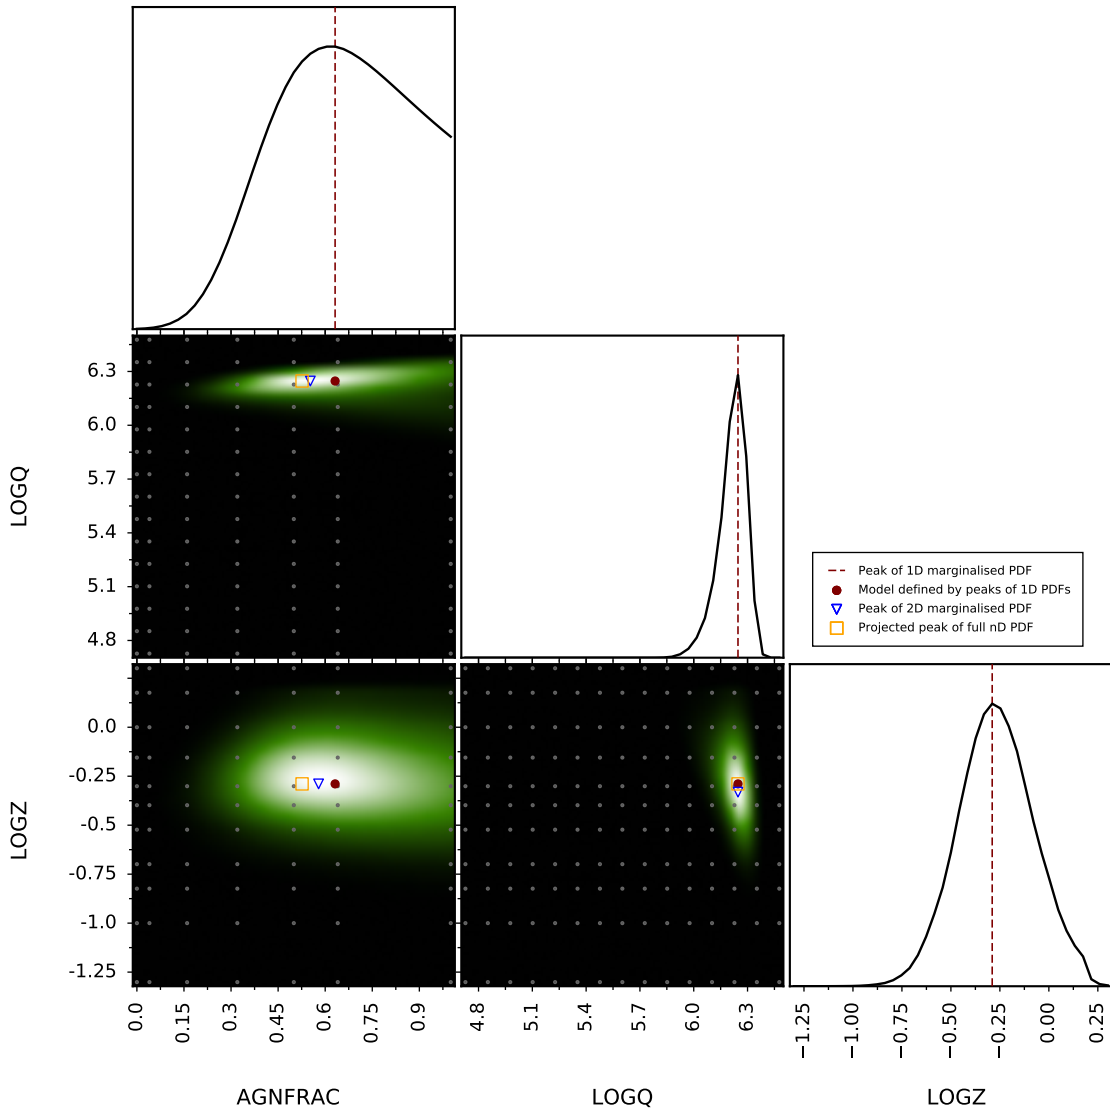 LOGQ
6.3
6.0
5.7
5.4
5.1
4.8
Peak of 1D marginalised PDF
Model defined by peaks of 1D PDFs
Peak of 2D marginalised PDF
Projected peak of full nD PDF
LOGZ
0.0
-0.25
-0.5
-0.75
-1.0
-1.25
0.0 0.15 0.3 0.45 0.6 0.75 0.9
4.8 5.1 5.4 5.7 6.0 6.3
−1.25 −1.00 −0.75 −0.50 −0.25 0.00 0.25
AGNFRAC LOGQ LOGZ